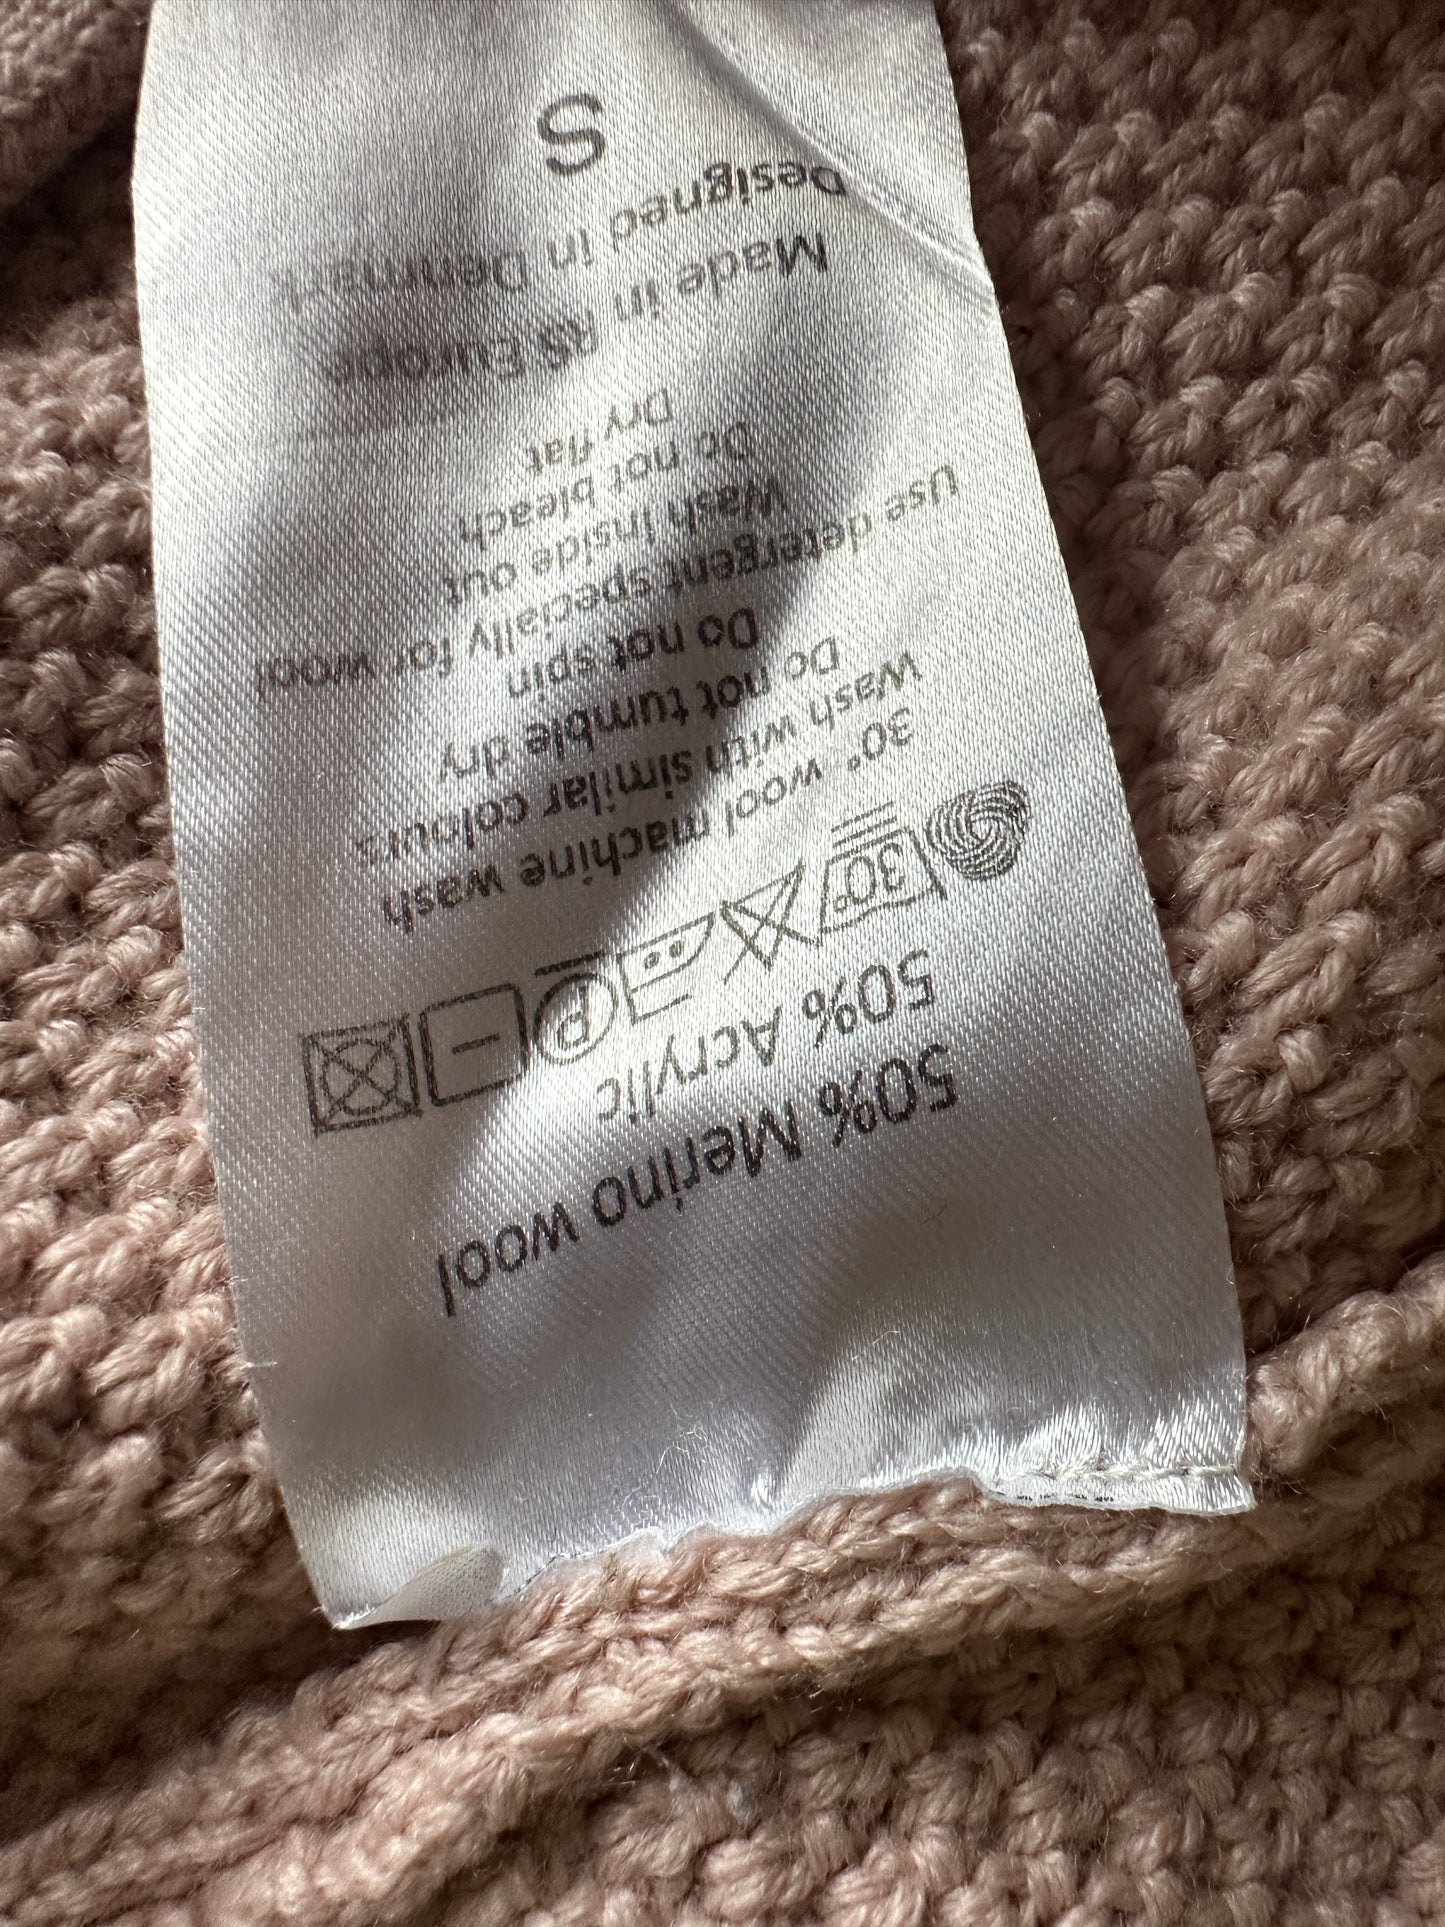 50% Merino wool
50% Acrylic
30°
P
30° wool machine wash
Wash with similar colours
Do not tumble dry
Do not spin
Use detergent specially for wool
Wash inside out
Do not bleach
Dry flat
Made in Europe
Designed in Denmark
S